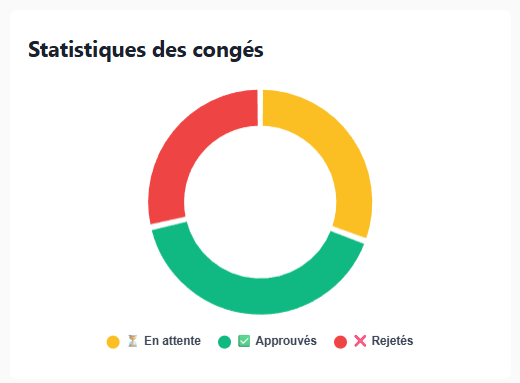 Statistiques des congés
⏳ En attente ✅ Approuvés ❌ Rejetés